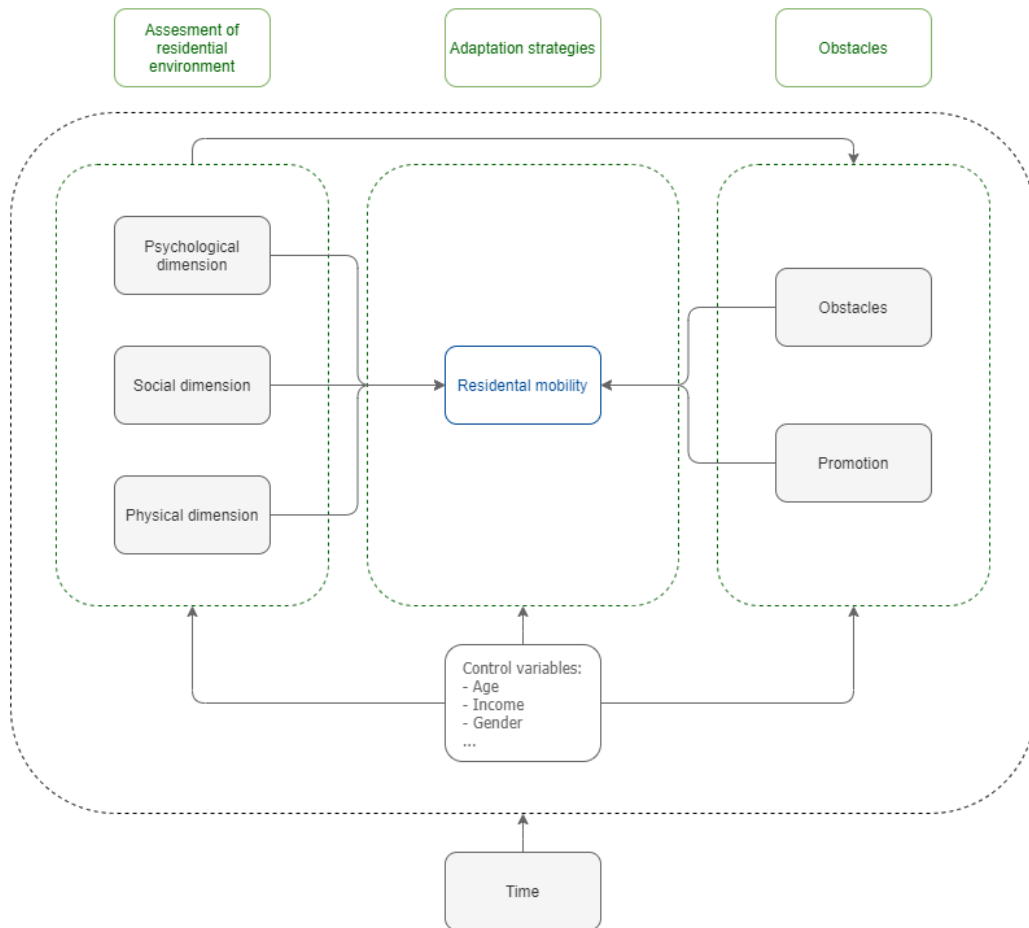 Assesment of
residential
environment
Adaptation strategies
Obstacles
Psychological
dimension
Social dimension
Physical dimension
Residental mobility
Obstacles
Promotion
Control variables:
- Age
- Income
- Gender
...
Time